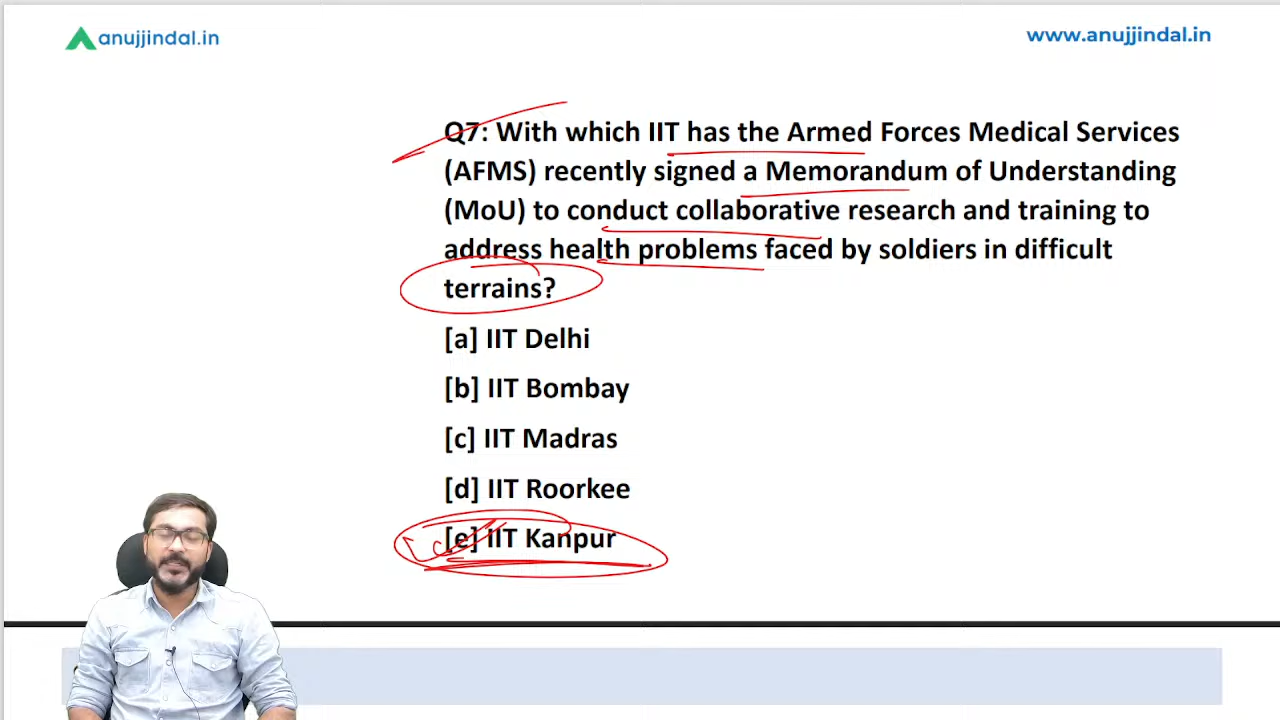 anujjindal.in
www.anujjindal.in
Q7: With which IIT has the Armed Forces Medical Services
(AFMS) recently signed a Memorandum of Understanding
(MoU) to conduct collaborative research and training to
address health problems faced by soldiers in difficult
terrains?
[a] IIT Delhi
[b] IIT Bombay
[c] IIT Madras
[d] IIT Roorkee
[e] IIT Kanpur